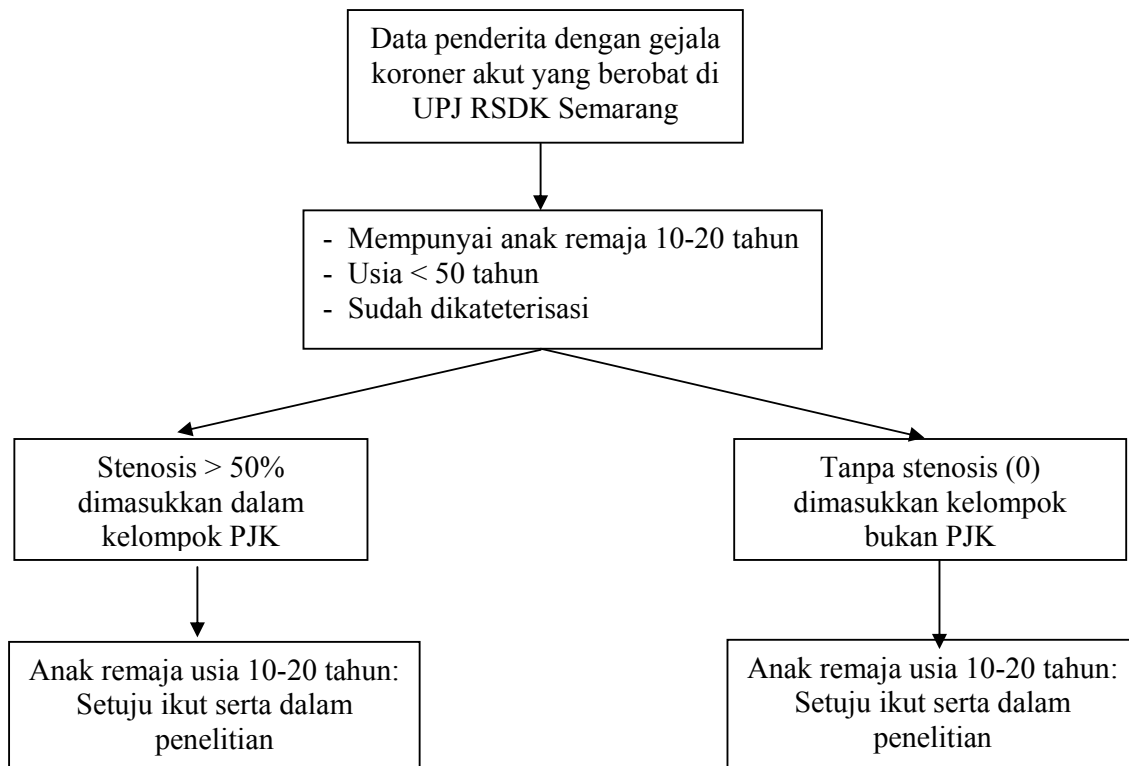 Data penderita dengan gejala
koroner akut yang berobat di
UPJ RSDK Semarang
- Mempunyai anak remaja 10-20 tahun
- Usia < 50 tahun
- Sudah dikateterisasi
Stenosis > 50%
dimasukkan dalam
kelompok PJK
Tanpa stenosis (0)
dimasukkan kelompok
bukan PJK
Anak remaja usia 10-20 tahun:
Setuju ikut serta dalam
penelitian
Anak remaja usia 10-20 tahun:
Setuju ikut serta dalam
penelitian